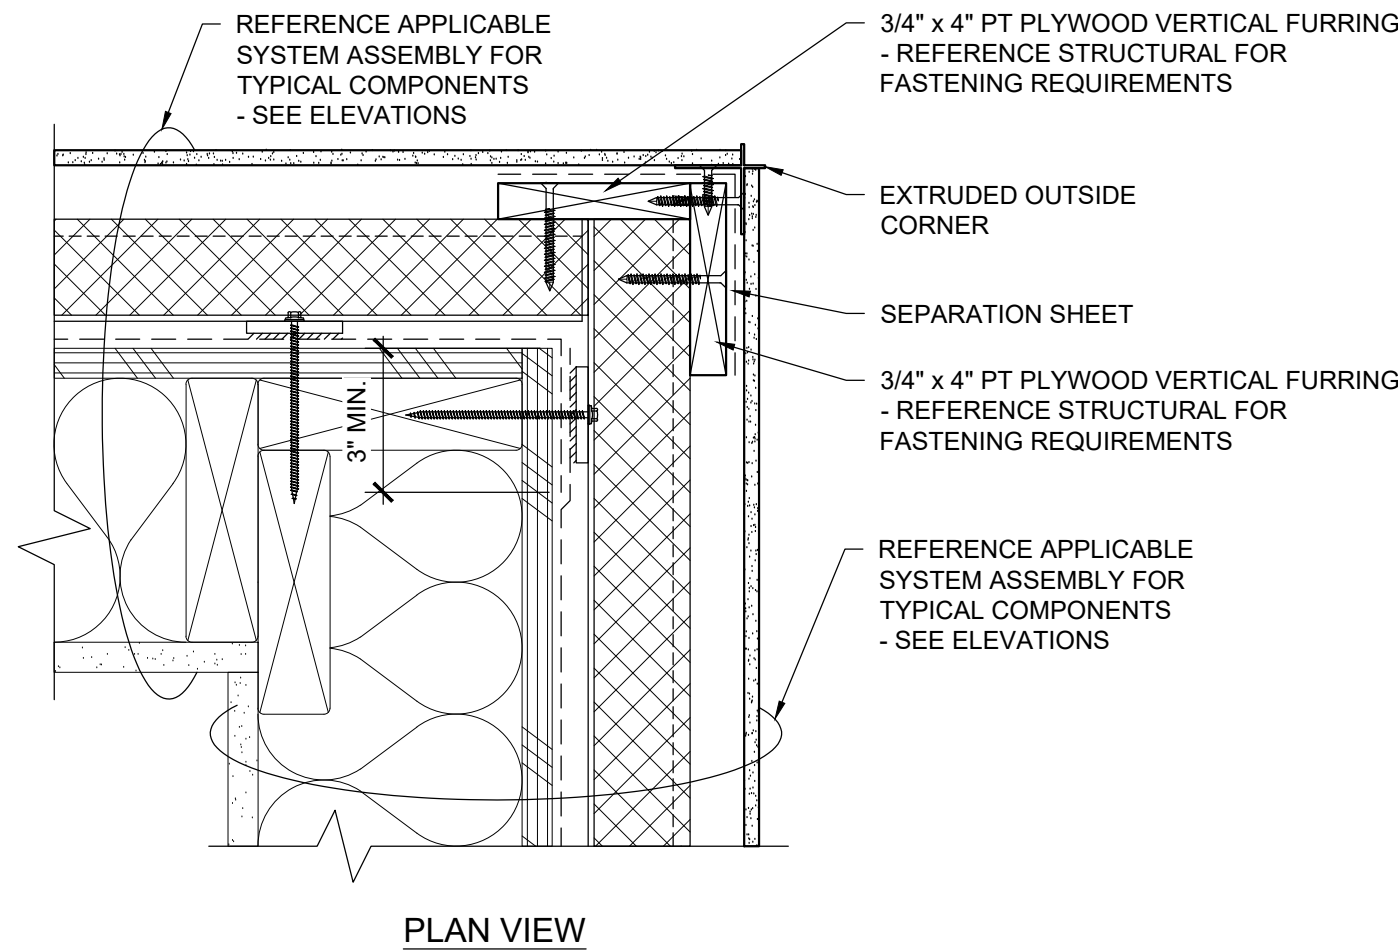 REFERENCE APPLICABLE
SYSTEM ASSEMBLY FOR
TYPICAL COMPONENTS
- SEE ELEVATIONS
3/4" x 4" PT PLYWOOD VERTICAL FURRING
- REFERENCE STRUCTURAL FOR
FASTENING REQUIREMENTS
EXTRUDED OUTSIDE
CORNER
SEPARATION SHEET
3/4" x 4" PT PLYWOOD VERTICAL FURRING
- REFERENCE STRUCTURAL FOR
FASTENING REQUIREMENTS
3" MIN.
REFERENCE APPLICABLE
SYSTEM ASSEMBLY FOR
TYPICAL COMPONENTS
- SEE ELEVATIONS
PLAN VIEW